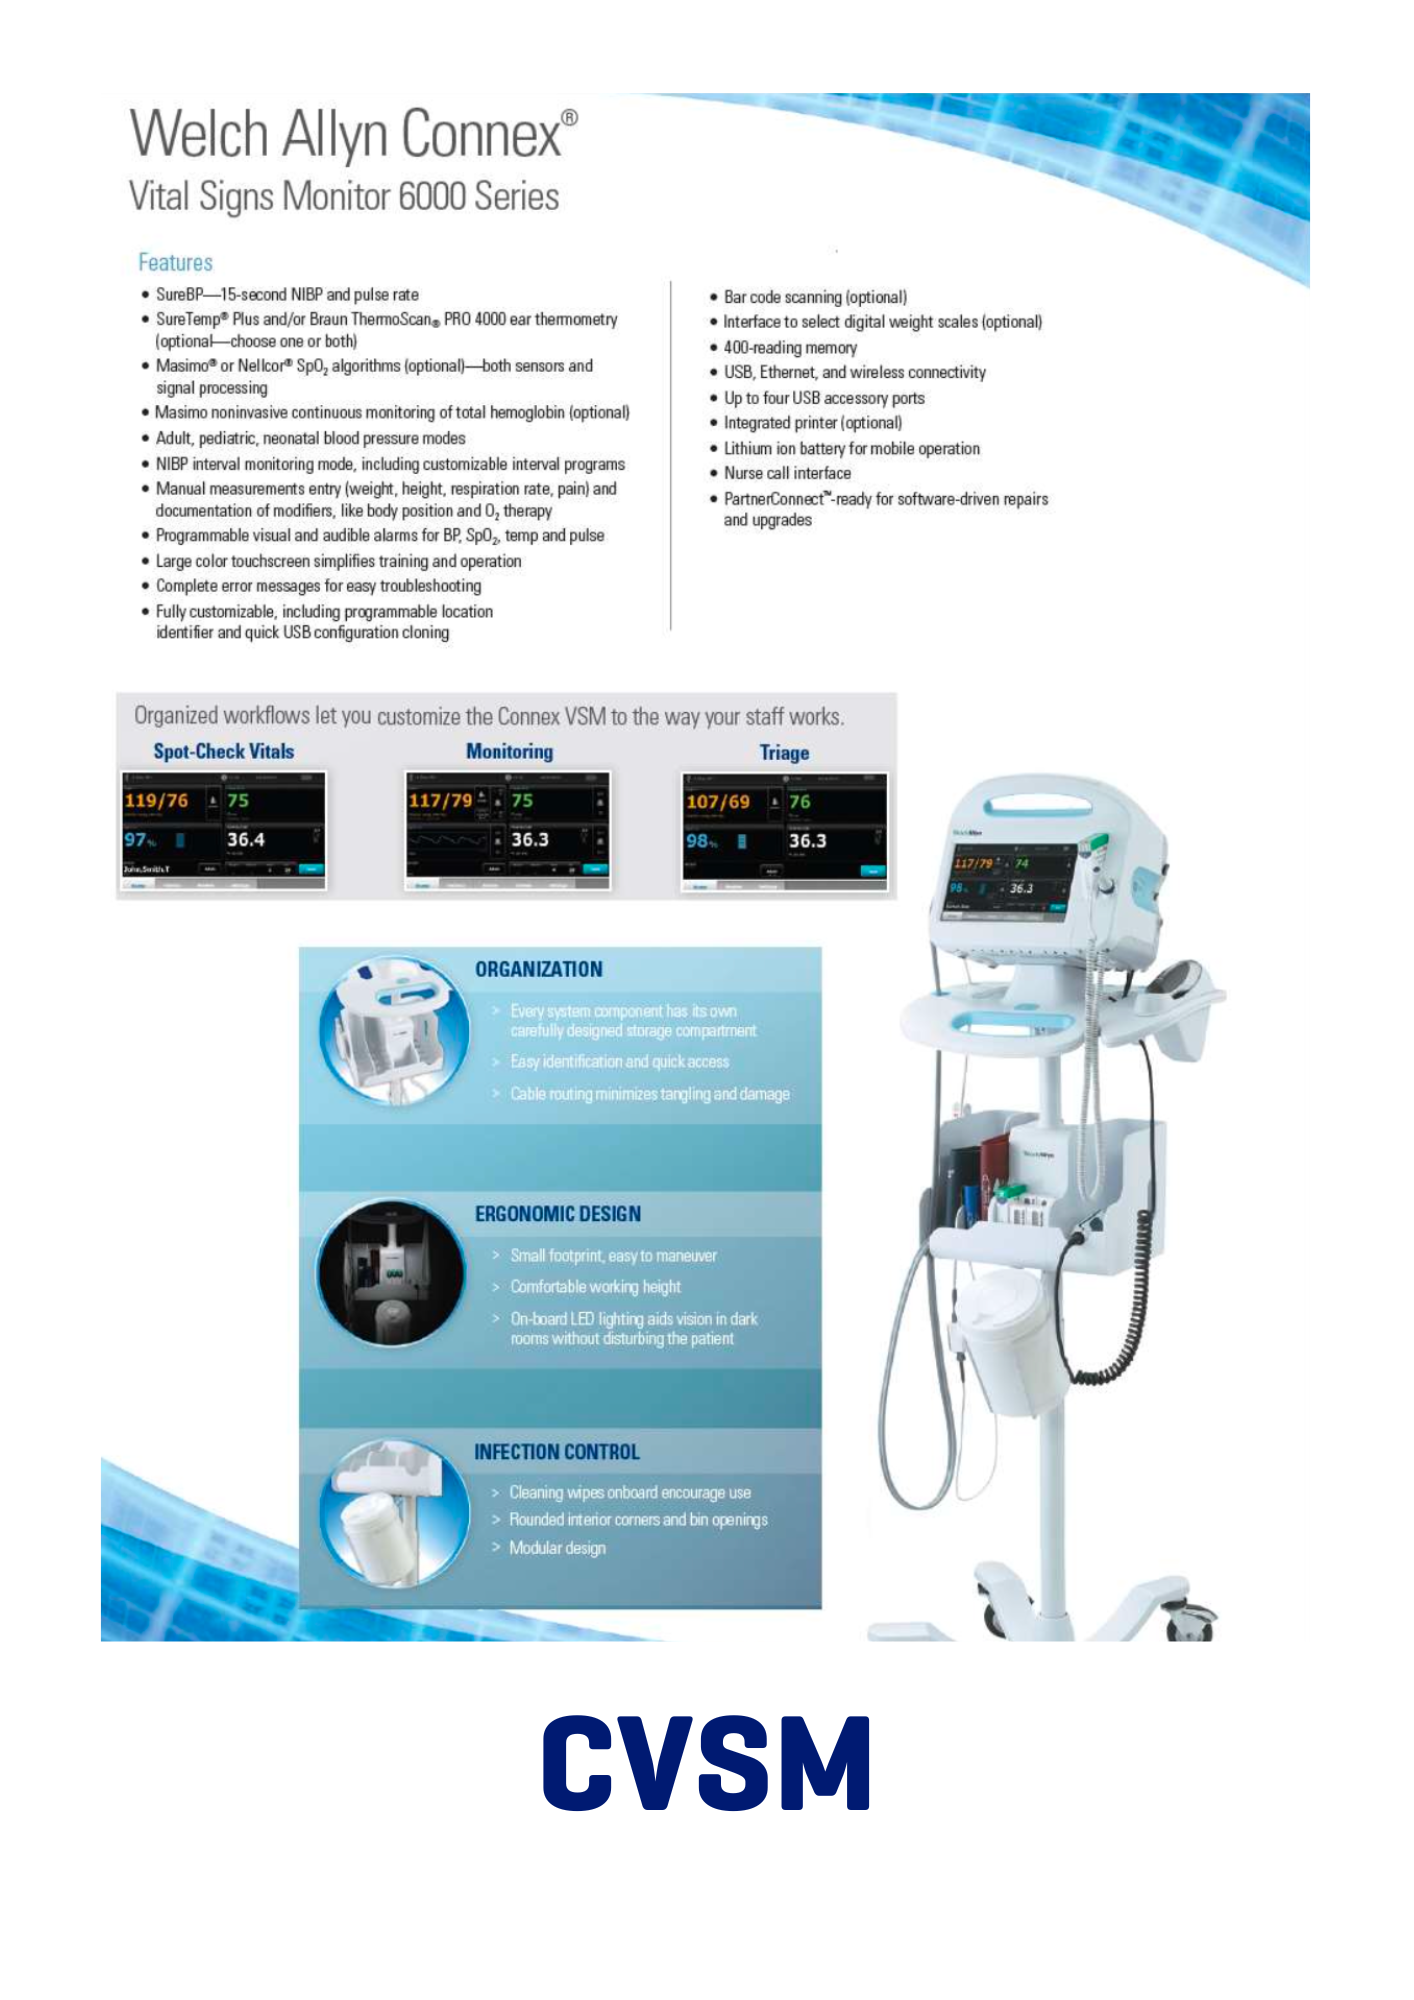 Welch Allyn Connex®
Vital Signs Monitor 6000 Series
Features
• SureBP—15-second NIBP and pulse rate
• SureTemp® Plus and/or Braun ThermoScan® PRO 4000 ear thermometry
(optional—choose one or both)
• Masimo® or Nellcor® SpO₂ algorithms (optional)—both sensors and
signal processing
• Masimo noninvasive continuous monitoring of total hemoglobin (optional)
• Adult, pediatric, neonatal blood pressure modes
• NIBP interval monitoring mode, including customizable interval programs
• Manual measurements entry (weight, height, respiration rate, pain) and
documentation of modifiers, like body position and O₂ therapy
• Programmable visual and audible alarms for BP, SpO₂, temp and pulse
• Large color touchscreen simplifies training and operation
• Complete error messages for easy troubleshooting
• Fully customizable, including programmable location
identifier and quick USB configuration cloning
• Bar code scanning (optional)
• Interface to select digital weight scales (optional)
• 400-reading memory
• USB, Ethernet, and wireless connectivity
• Up to four USB accessory ports
• Integrated printer (optional)
• Lithium ion battery for mobile operation
• Nurse call interface
• PartnerConnect™-ready for software-driven repairs
and upgrades
Organized workflows let you customize the Connex VSM to the way your staff works.
Spot-Check Vitals
119/76 75
97% 36.4
John,Smith.T
Monitoring
117/79 75
36.3
Triage
107/69 76
98% 36.3
WelchAllyn
117/79 74
98% 36.3
WelchAllyn
ORGANIZATION
> Every system component has its own
carefully designed storage compartment
> Easy identification and quick access
> Cable routing minimizes tangling and damage
ERGONOMIC DESIGN
> Small footprint, easy to maneuver
> Comfortable working height
> On-board LED lighting aids vision in dark
rooms without disturbing the patient
INFECTION CONTROL
> Cleaning wipes onboard encourage use
> Rounded interior corners and bin openings
> Modular design
CVSM